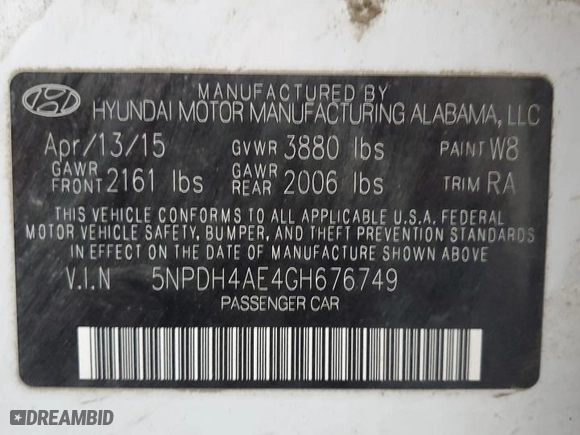 MANUFACTURED BY
HYUNDAI MOTOR MANUFACTURING ALABAMA, LLC
Apr/13/15 GVWR 3880 lbs PAINT W8
GAWR FRONT 2161 lbs GAWR REAR 2006 lbs TRIM RA
THIS VEHICLE CONFORMS TO ALL APPLICABLE U.S.A. FEDERAL
MOTOR VEHICLE SAFETY, BUMPER, AND THEFT PREVENTION STANDARDS
IN EFFECT ON THE DATE OF MANUFACTURE SHOWN ABOVE
V.I.N 5NPDH4AE4GH676749
PASSENGER CAR
DREAMBID